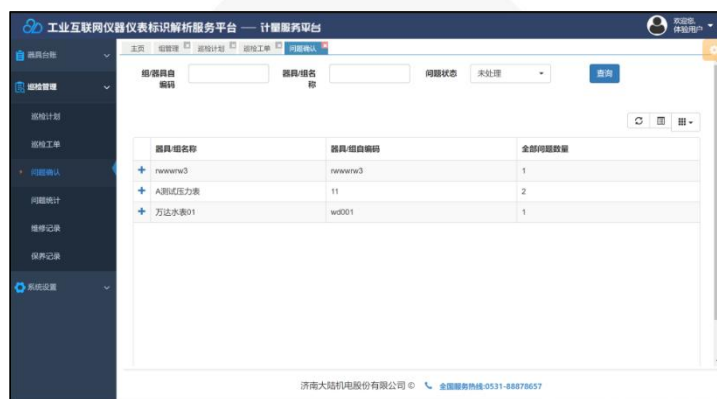 工业互联网仪器仪表标识解析服务平台 — 计量服务平台
欢迎您,
体验用户
器具台账
巡检管理
巡检计划
巡检工单
问题确认
问题统计
维修记录
保养记录
系统设置
主页 组管理 巡检计划 巡检工单 问题确认
组/器具自编码
器具/组名称
问题状态 未处理 查询
器具/组名称 器具/组自编码 全部问题数量
rwwwrw3 rwwwrw3 1
A测试压力表 11 2
万达水表01 wd001 1
济南大陆机电股份有限公司 © 全国服务热线:0531-88878657